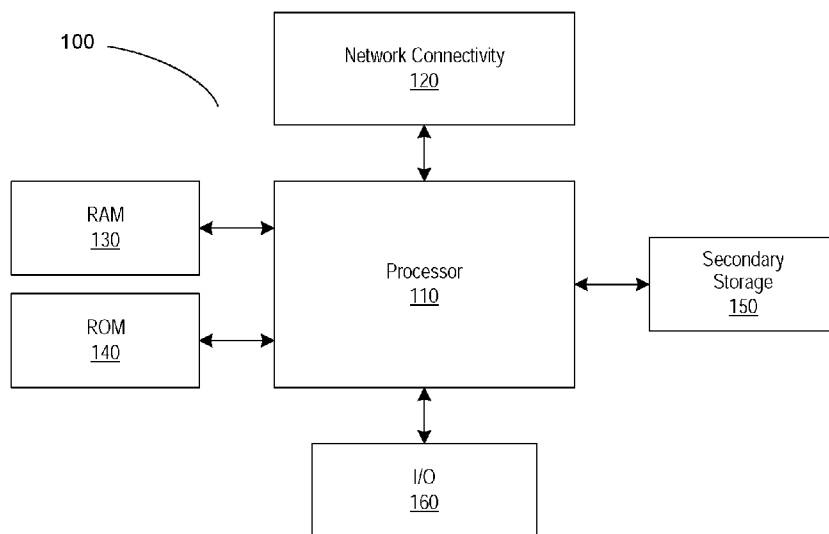 100
Network Connectivity
120
RAM
130
Processor
110
Secondary
Storage
150
ROM
140
I/O
160